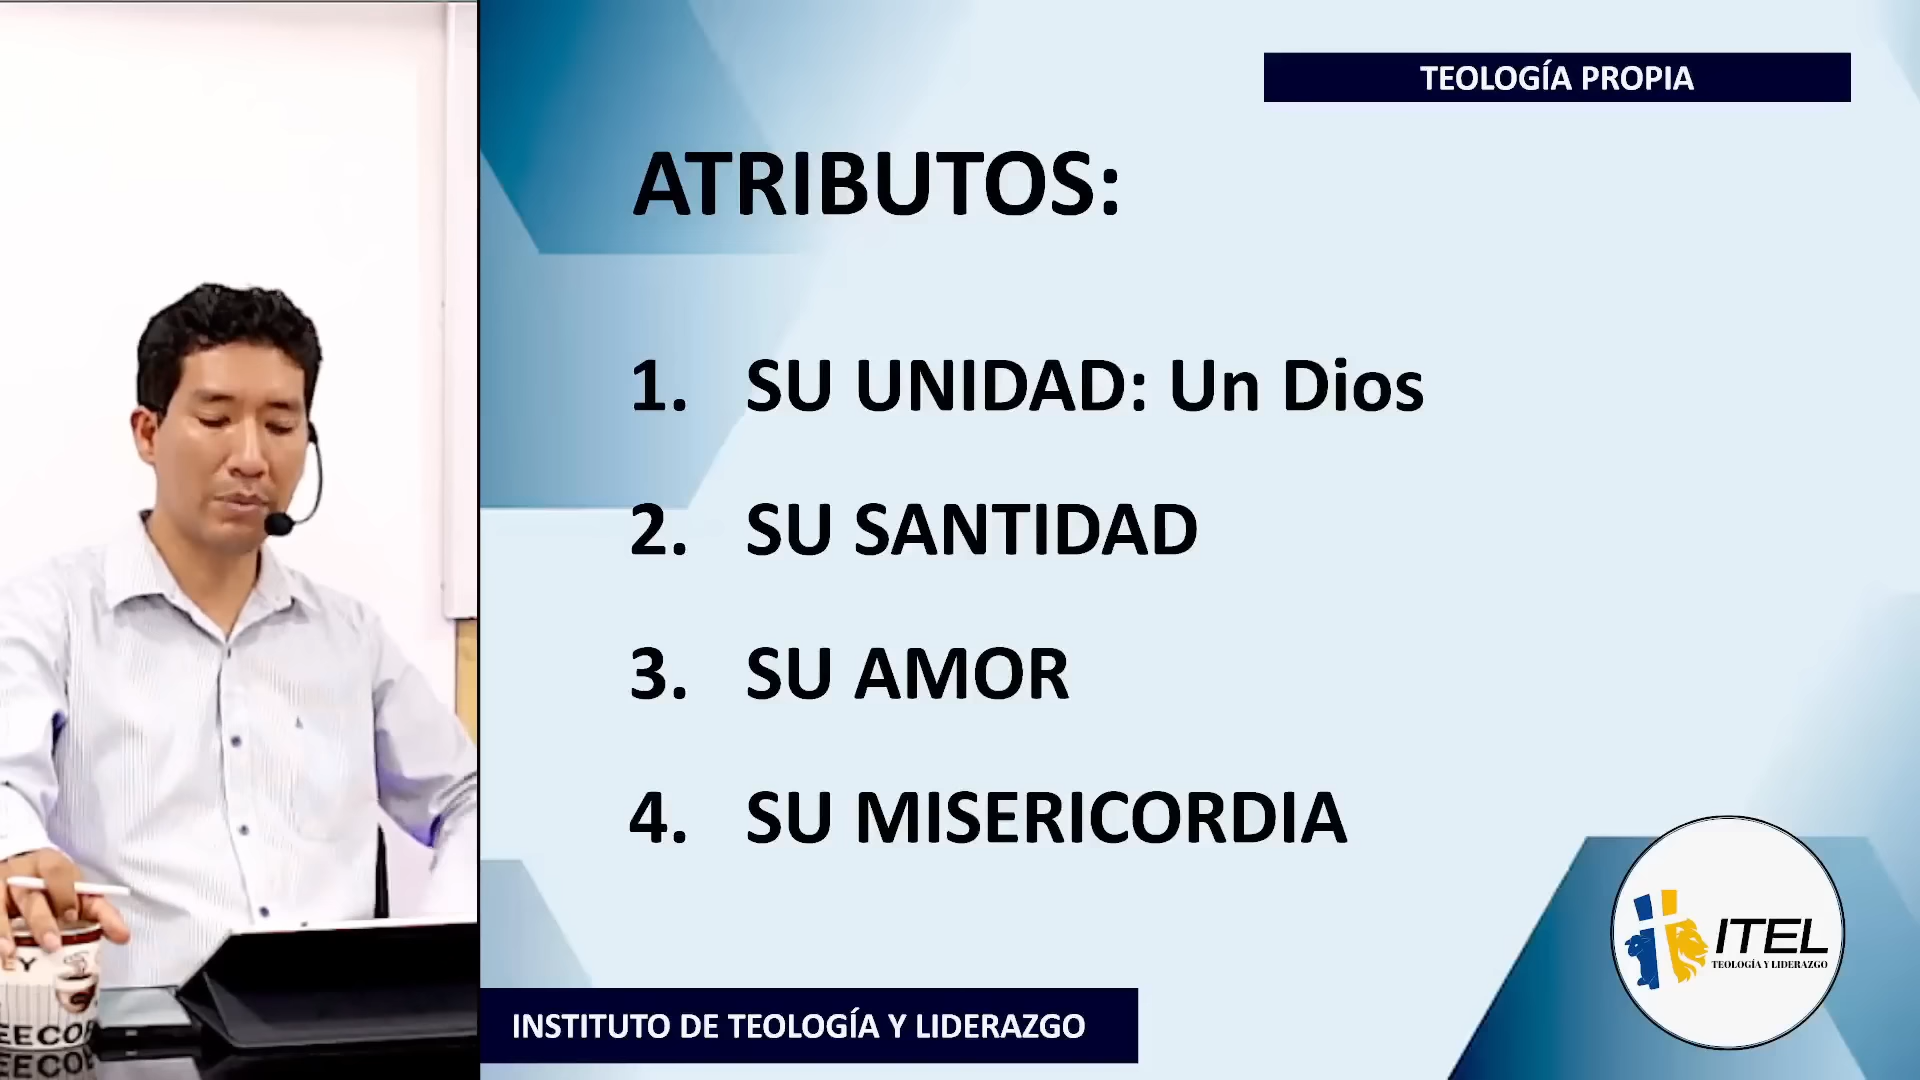 TEOLOGÍA PROPIA
ATRIBUTOS:
1. SU UNIDAD: Un Dios
2. SU SANTIDAD
3. SU AMOR
4. SU MISERICORDIA
ITEL
TEOLOGÍA Y LIDERAZGO
INSTITUTO DE TEOLOGÍA Y LIDERAZGO